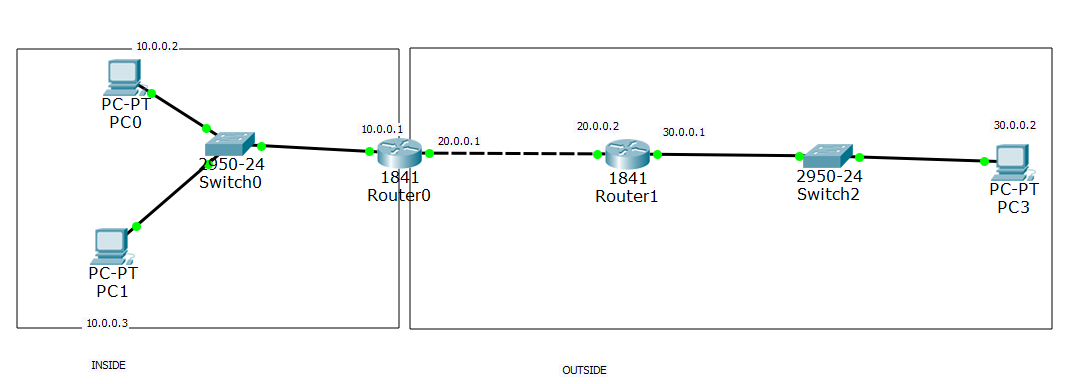 10.0.0.2
PC-PT
PC0
10.0.0.1
20.0.0.1
2950-24
Switch0
1841
Router0
PC-PT
PC1
10.0.0.3
INSIDE
20.0.0.2
30.0.0.1
1841
Router1
2950-24
Switch2
30.0.0.2
PC-PT
PC3
OUTSIDE